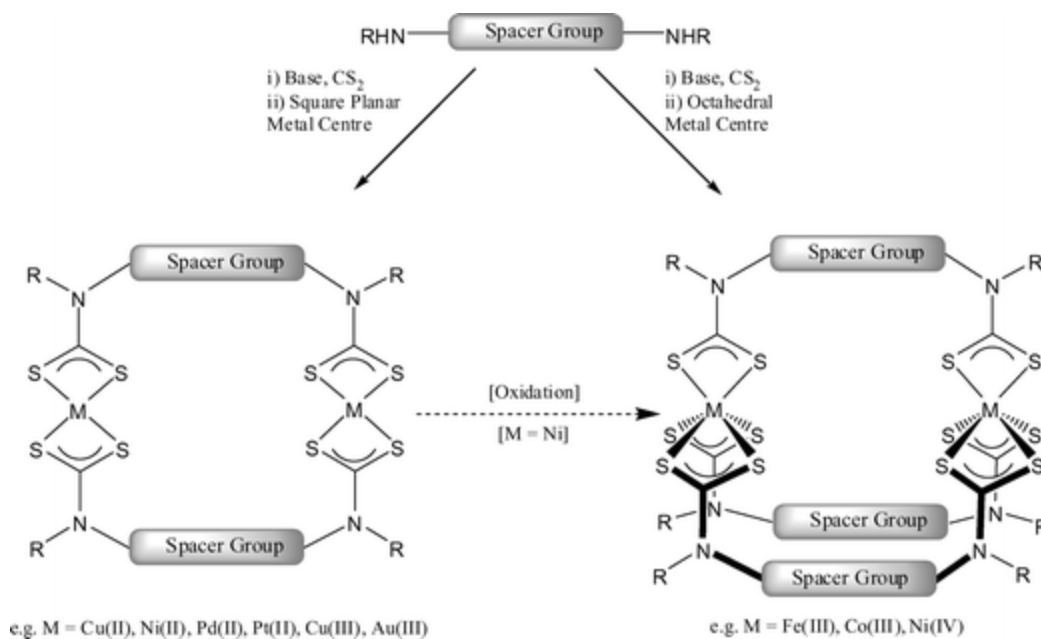 RHN Spacer Group NHR
i) Base, CS2
ii) Square Planar
Metal Centre
i) Base, CS2
ii) Octahedral
Metal Centre
R Spacer Group R
N N
S S S S
M M
S S S S
N N
R Spacer Group R
[Oxidation]
[M = Ni]
R Spacer Group R
N N
S S S S
M M
S S S S
S S S S
N N
R Spacer Group R
N N
R Spacer Group R
e.g. M = Cu(II), Ni(II), Pd(II), Pt(II), Cu(III), Au(III)
e.g. M = Fe(III), Co(III), Ni(IV)